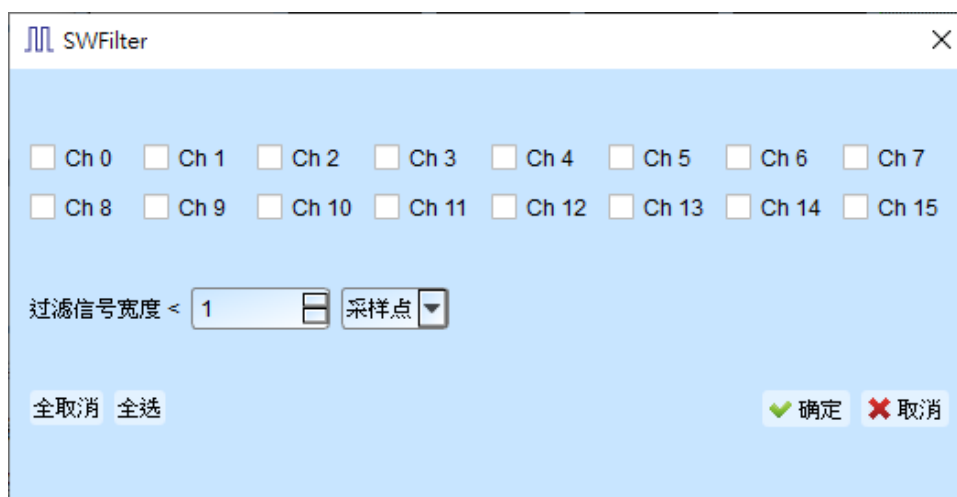 SWFilter
Ch 0 Ch 1 Ch 2 Ch 3 Ch 4 Ch 5 Ch 6 Ch 7
Ch 8 Ch 9 Ch 10 Ch 11 Ch 12 Ch 13 Ch 14 Ch 15
过滤信号宽度 < 1 采样点
全取消 全选 确定 取消